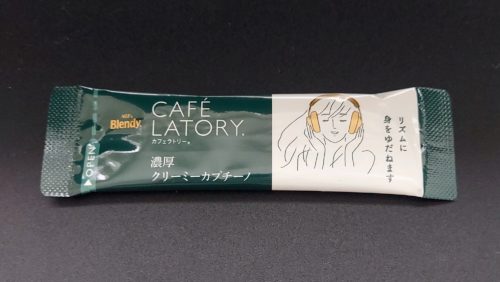 AGF
Blendy
CAFÉ
LATORY.
カフェラトリー®
濃厚
クリーミーカプチーノ
▷OPEN
リズムに
身をゆだねます